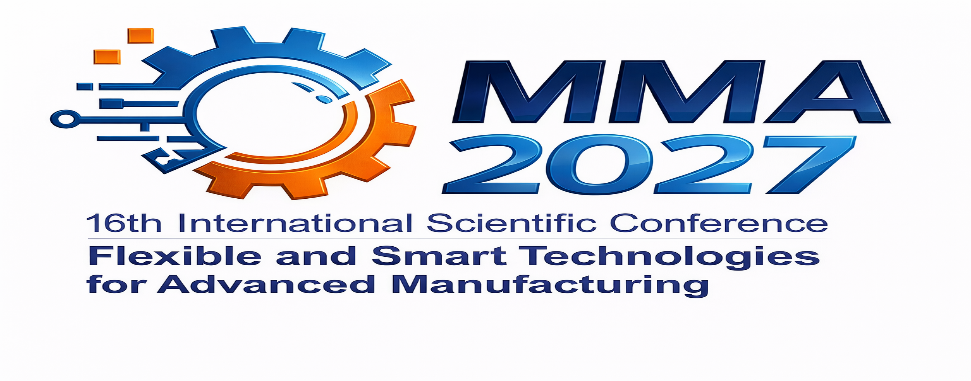 MMA
2027
16th International Scientific Conference
Flexible and Smart Technologies
for Advanced Manufacturing